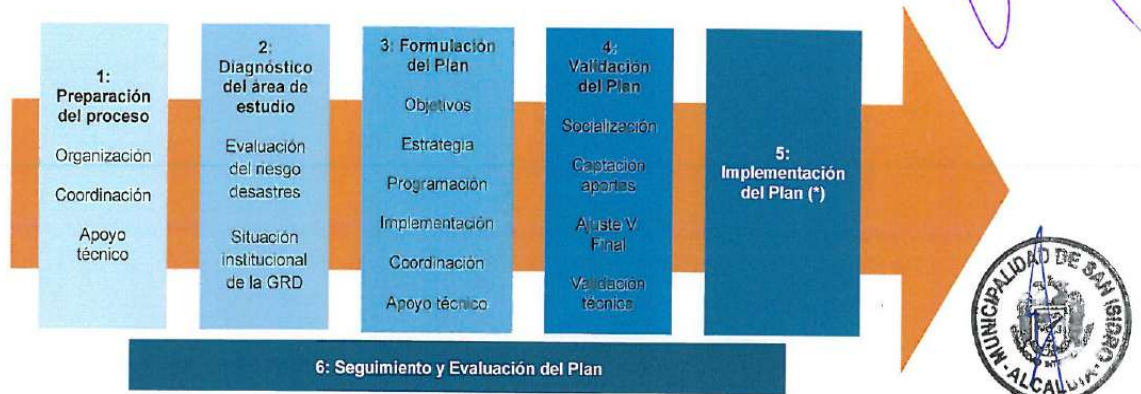 1:
Preparación
del proceso
Organización
Coordinación
Apoyo
técnico
2:
Diagnóstico
del área de
estudio
Evaluación
del riesgo
desastres
Situación
institucional
de la GRD
3: Formulación
del Plan
Objetivos
Estrategia
Programación
Implementación
Coordinación
Apoyo técnico
4:
Validación
del Plan
Socialización
Captación
aportes
Ajuste V
Final
Validación
técnica
5:
Implementación
del Plan (*)
6: Seguimiento y Evaluación del Plan
MUNICIPALIDAD DE SAN ISIDRO
ALCALDIA